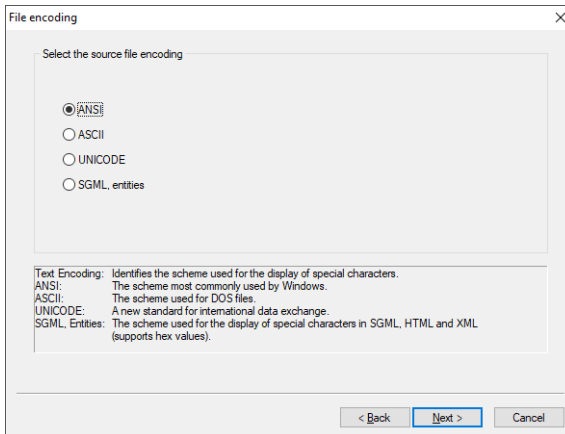 File encoding
Select the source file encoding
ANSI
ASCII
UNICODE
SGML, entities
Text Encoding: Identifies the scheme used for the display of special characters.
ANSI: The scheme most commonly used by Windows.
ASCII: The scheme used for DOS files.
UNICODE: A new standard for international data exchange.
SGML, Entities: The scheme used for the display of special characters in SGML, HTML and XML
(supports hex values).
< Back Next > Cancel